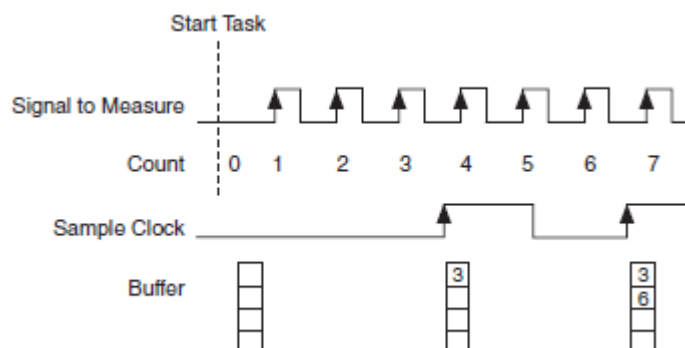 Start Task
Signal to Measure
Count 0 1 2 3 4 5 6 7
Sample Clock
Buffer 3 3
6